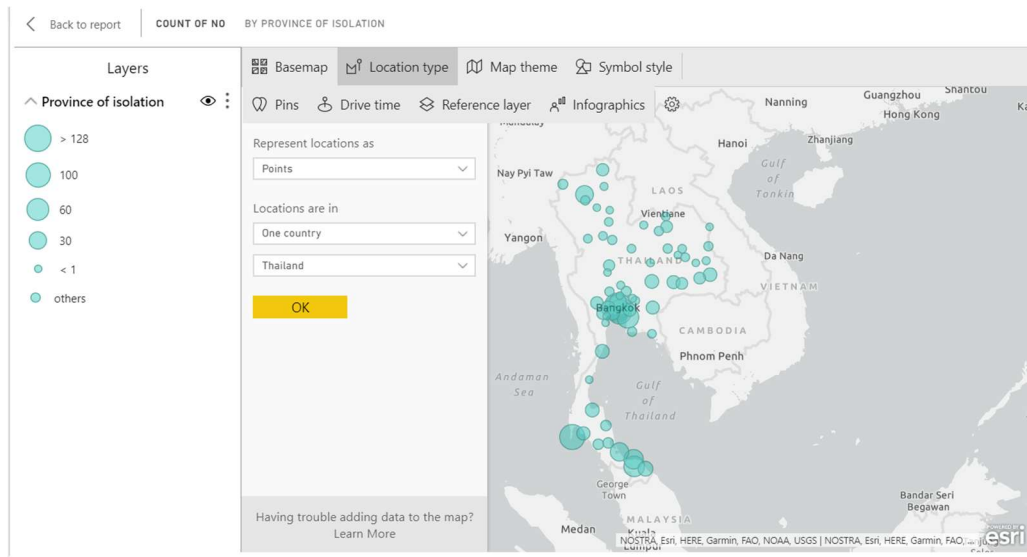 Back to report
COUNT OF NO BY PROVINCE OF ISOLATION
Layers
Province of isolation
> 128
100
60
30
< 1
others
Basemap
Location type
Map theme
Symbol style
Pins
Drive time
Reference layer
Infographics
Represent locations as
Points
Locations are in
One country
Thailand
OK
Having trouble adding data to the map?
Learn More
Mandalay
Nanning
Guangzhou
Shantou
Hong Kong
Hanoi
Zhanjiang
Nay Pyi Taw
Gulf
of
Tonkin
LAOS
Vientiane
Yangon
THAILAND
Da Nang
VIETNAM
Bangkok
CAMBODIA
Phnom Penh
Andaman
Sea
Gulf
of
Thailand
George
Town
Bandar Seri
Begawan
Medan
MALAYSIA
Kuala
Lumpur
NOSTRA, Esri, HERE, Garmin, FAO, NOAA, USGS | NOSTRA, Esri, HERE, Garmin, FAO,
POWERED BY
esri